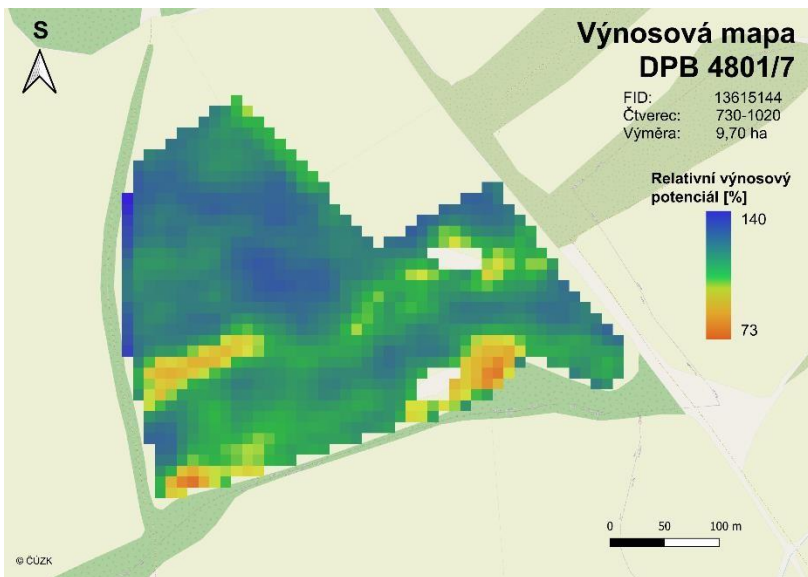 S
Výnosová mapa
DPB 4801/7
FID: 13615144
Čtverec: 730-1020
Výměra: 9,70 ha
Relativní výnosový
potenciál [%]
140
73
0 50 100 m
© ČÚZK